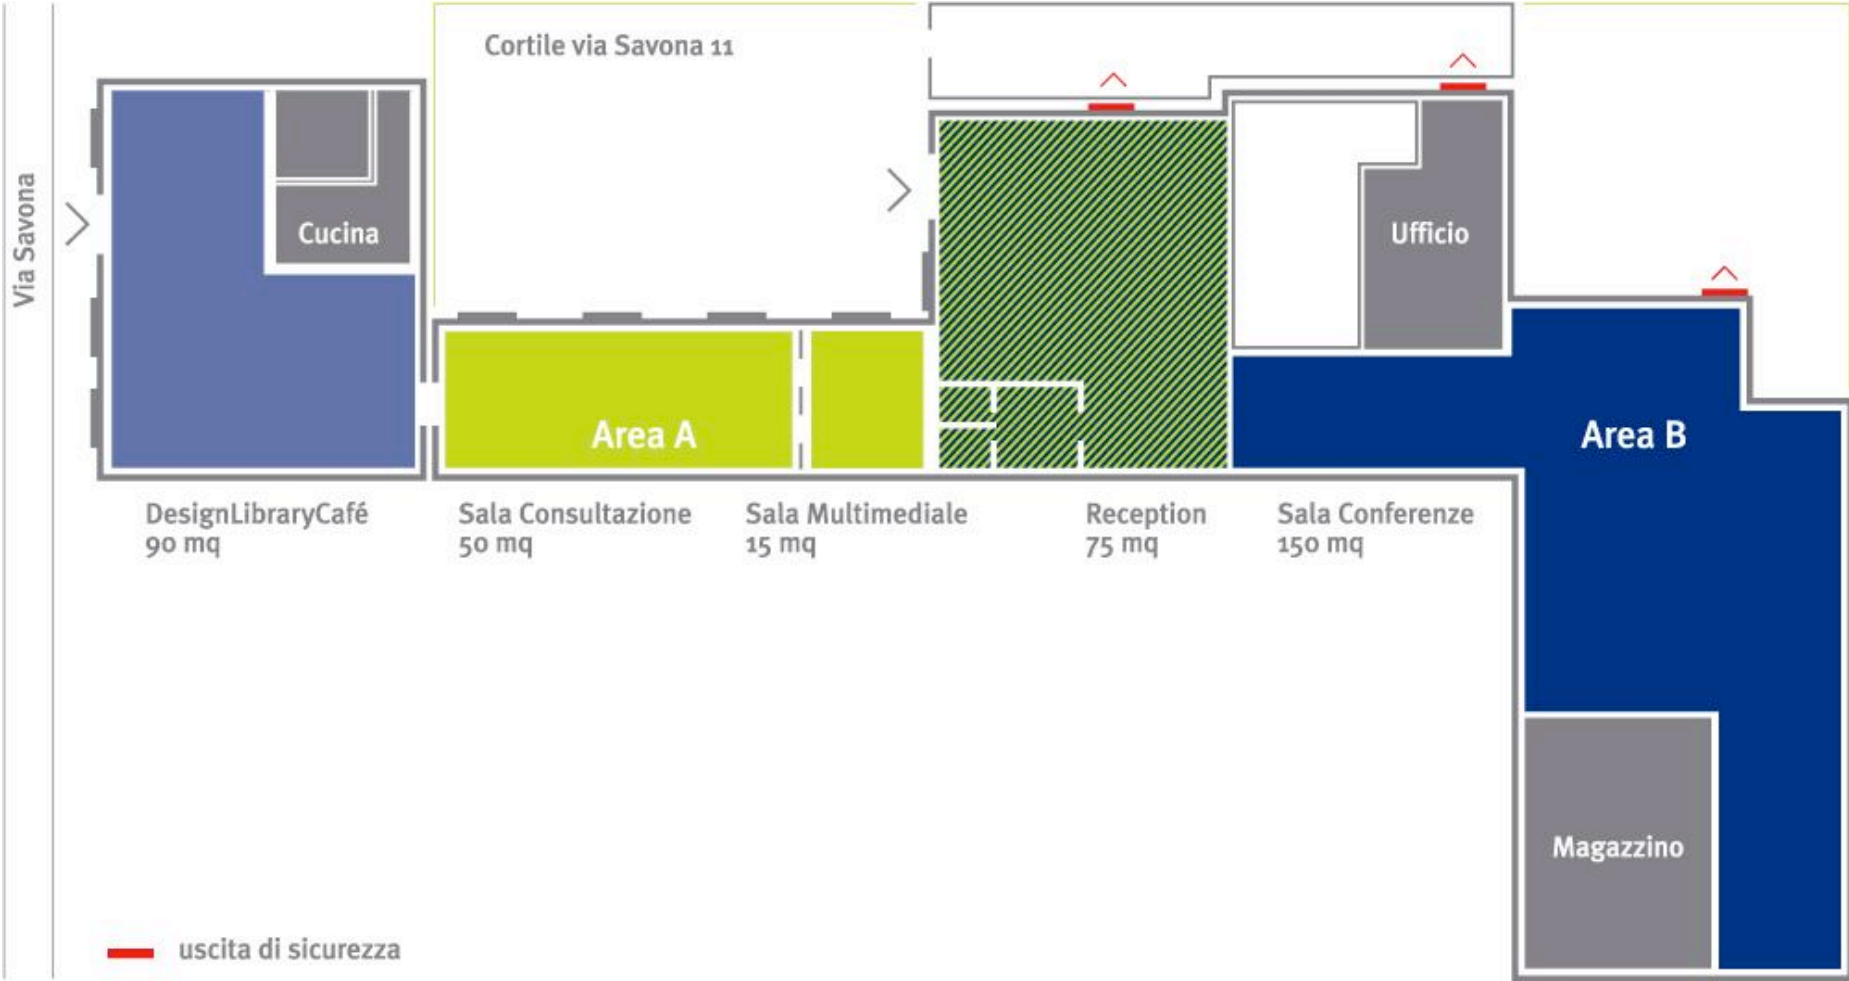 Cortile via Savona 11
Via Savona
Cucina
Ufficio
Area A
Area B
DesignLibraryCafé
90 mq
Sala Consultazione
50 mq
Sala Multimediale
15 mq
Reception
75 mq
Sala Conferenze
150 mq
Magazzino
uscita di sicurezza